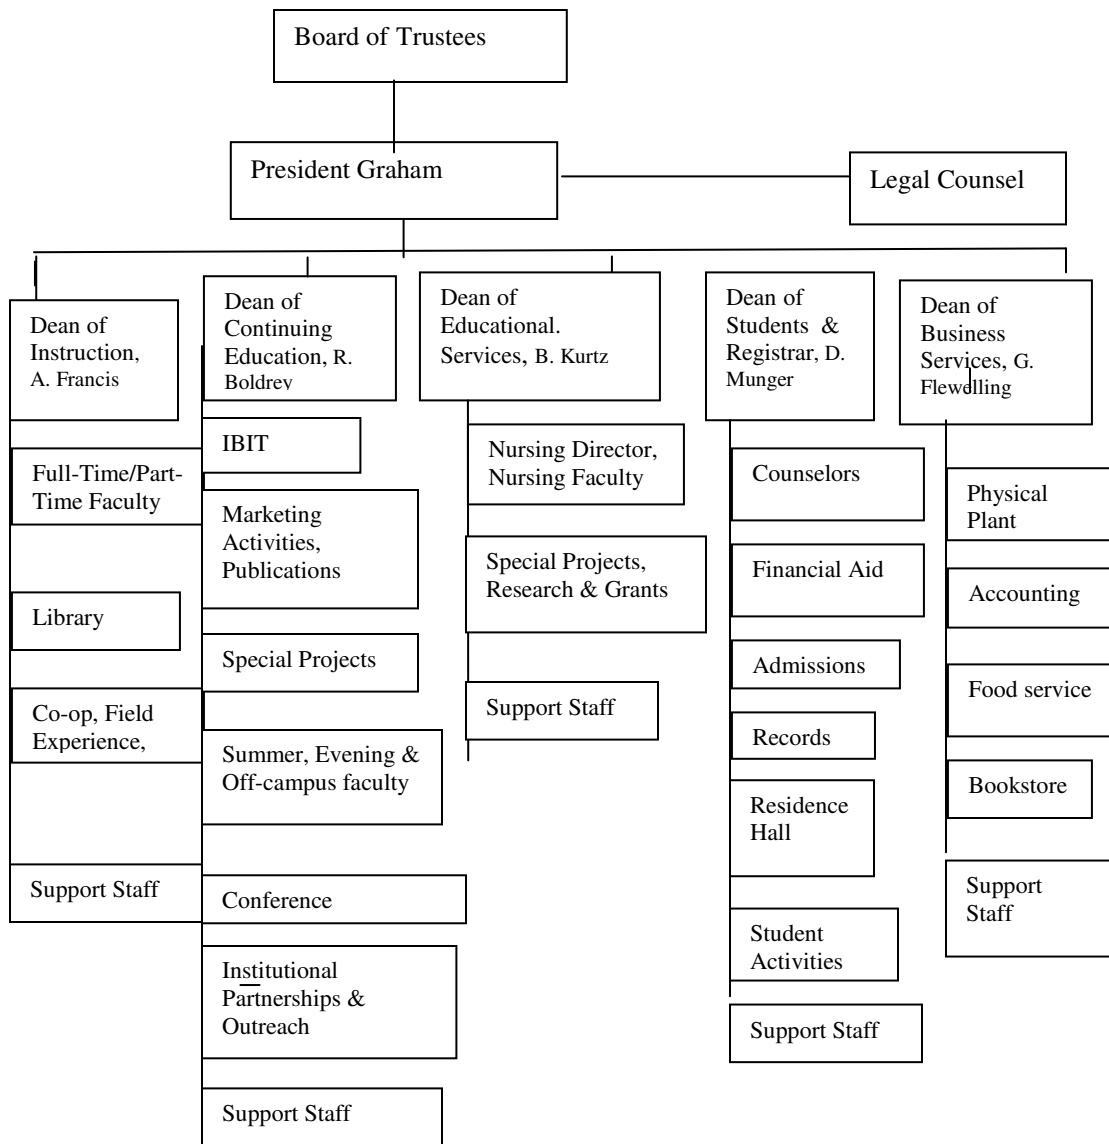 Board of Trustees
President Graham
Legal Counsel
Dean of
Instruction,
A. Francis
Full-Time/Part-
Time Faculty
Library
Co-op, Field
Experience,
Support Staff
Dean of
Continuing
Education, R.
Boldrev
IBIT
Marketing
Activities,
Publications
Special Projects
Summer, Evening &
Off-campus faculty
Conference
Institutional
Partnerships &
Outreach
Support Staff
Dean of
Educational.
Services, B. Kurtz
Nursing Director,
Nursing Faculty
Special Projects,
Research & Grants
Support Staff
Dean of
Students &
Registrar, D.
Munger
Counselors
Financial Aid
Admissions
Records
Residence
Hall
Student
Activities
Support Staff
Dean of
Business
Services, G.
Flewelling
Physical
Plant
Accounting
Food service
Bookstore
Support
Staff